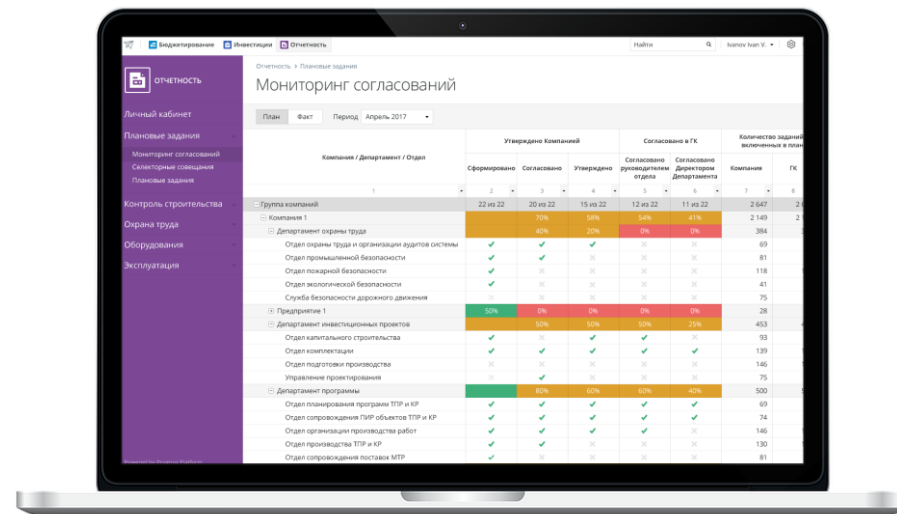 Бюджетирование Инвестиции Отчетность Найти Ivanov Ivan V.
ОТЧЕТНОСТЬ
Личный кабинет
Плановые задания
Мониторинг согласований
Селекторные совещания
Плановые задания
Контроль строительства
Охрана труда
Оборудования
Эксплуатация
Отчетность Плановые задания
Мониторинг согласований
План Факт Период Апрель 2017
Компания / Департамент / Отдел
Утверждено Компанией
Согласовано в ГК
Количество заданий
включенных в план
Сформировано Согласовано Утверждено
Согласовано
руководителем
отдела
Согласовано
Директором
Департамента
Компания ГК
1 2 3 4 5 6 7 8
Группа компаний 22 из 22 20 из 22 15 из 22 12 из 22 11 из 22 2 647
Компания 1 70% 58% 54% 41% 2 149
Департамент охраны труда 40% 20% 0% 0% 384
Отдел охраны труда и организации аудитов системы 69
Отдел промышленной безопасности 81
Отдел пожарной безопасности 118
Отдел экологической безопасности 41
Служба безопасности дорожного движения 75
Предприятие 1 50% 0% 0% 0% 0% 28
Департамент инвестиционных проектов 50% 50% 50% 25% 453
Отдел капитального строительства 93
Отдел комплектации 139
Отдел подготовки производства 146
Управление проектирования 75
Департамент программы 80% 60% 60% 40% 500
Отдел планирования программ ТПР и КР 69
Отдел сопровождения ПИР объектов ТПР и КР 74
Отдел организации производства работ 146
Отдел производства ТПР и КР 130
Отдел сопровождения поставок МТР 81